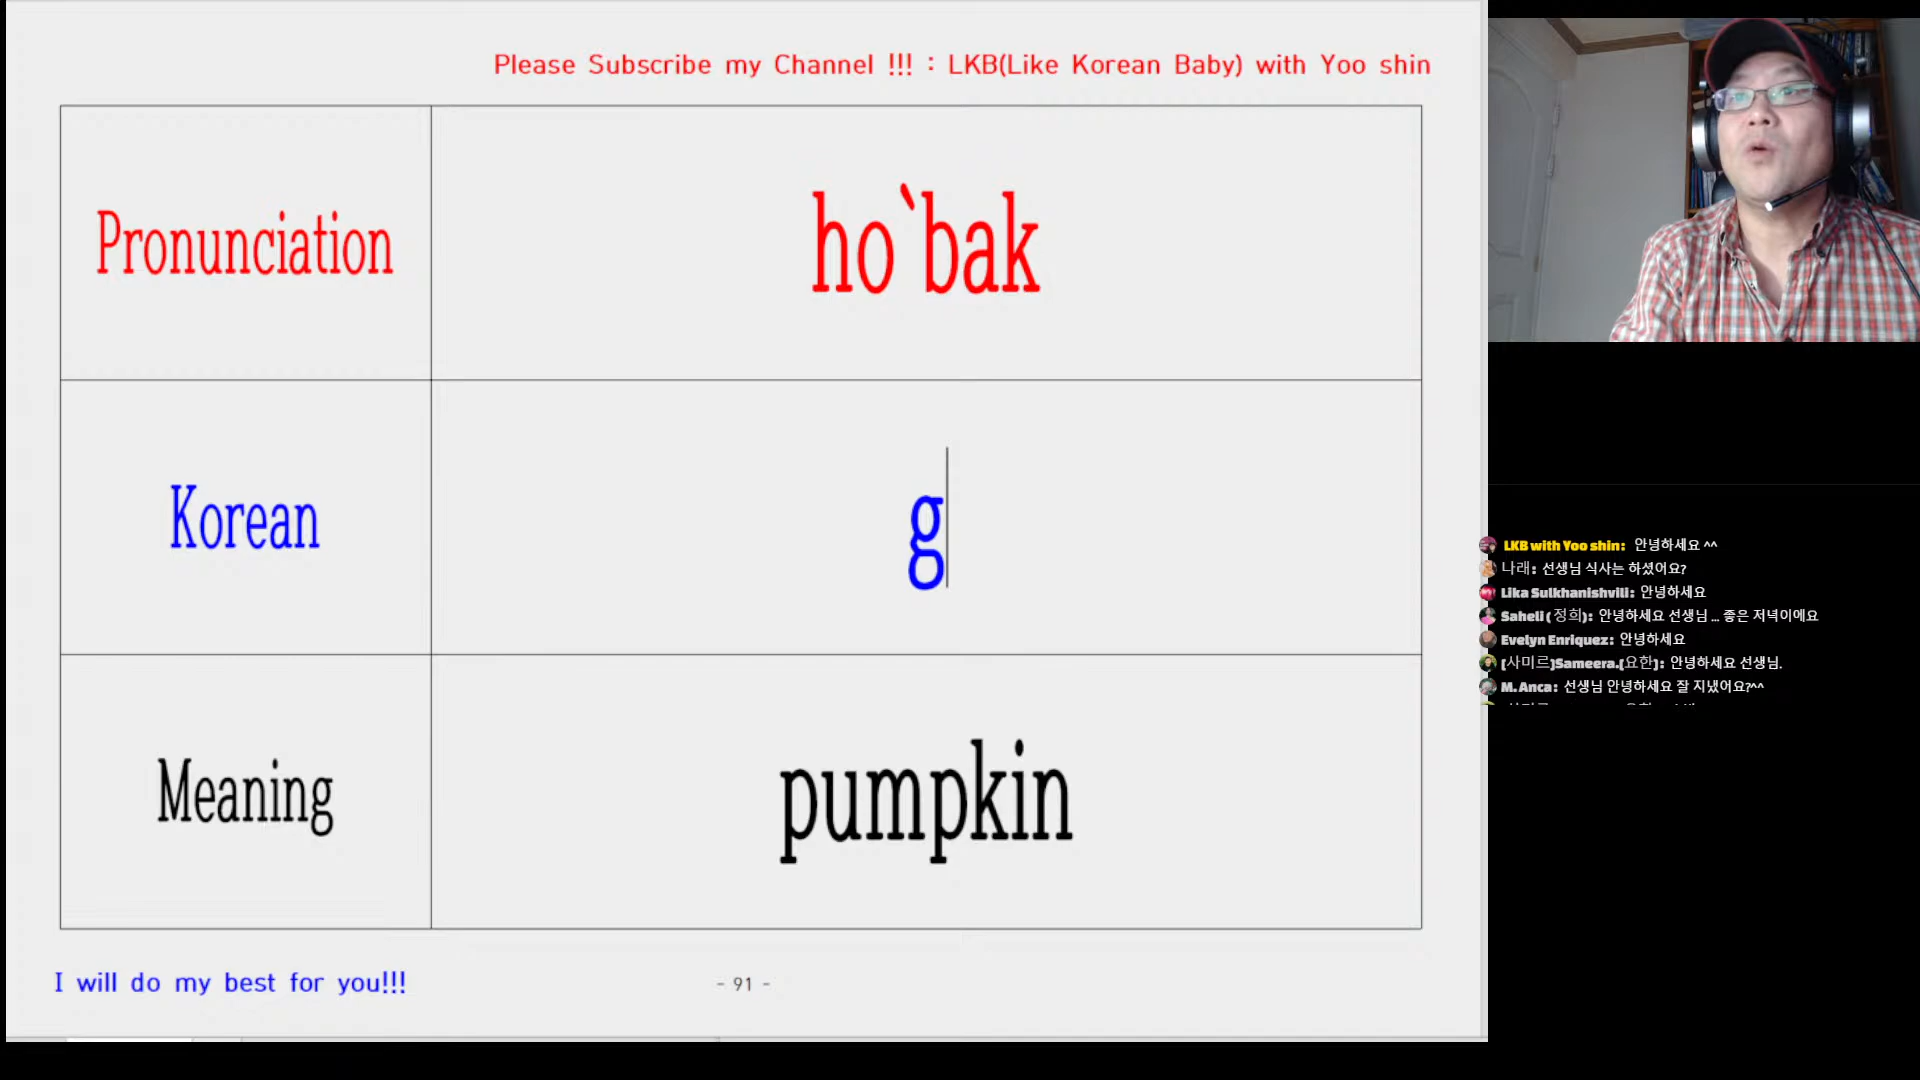 Please Subscribe my Channel !!! : LKB(Like Korean Baby) with Yoo shin
Pronunciation
ho`bak
Korean
g
Meaning
pumpkin
I will do my best for you!!!
- 91 -
LKB with Yoo shin: 안녕하세요 ^^
나래: 선생님 식사는 하셨어요?
Lika Sulkhanishvili: 안녕하세요
Saheli ( 정희): 안녕하세요 선생님 ... 좋은 저녁이에요
Evelyn Enriquez: 안녕하세요
[사미르]Sameera.[요한]: 안녕하세요 선생님.
M. Anca: 선생님 안녕하세요 잘 지냈어요?^^